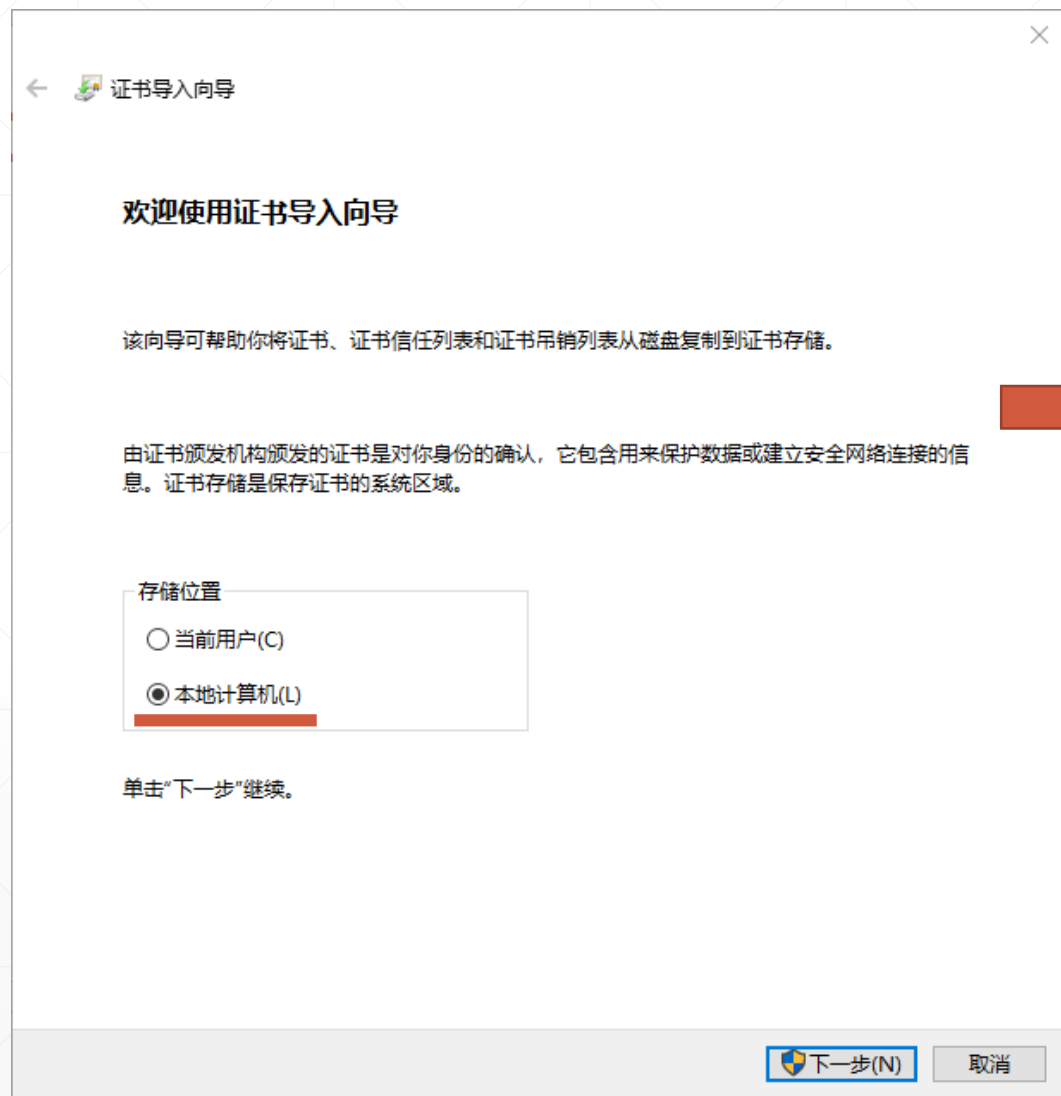 证书导入向导
欢迎使用证书导入向导
该向导可帮助你将证书、证书信任列表和证书吊销列表从磁盘复制到证书存储。
由证书颁发机构颁发的证书是对你身份的确认，它包含用来保护数据或建立安全网络连接的信
息。证书存储是保存证书的系统区域。
存储位置
当前用户(C)
本地计算机(L)
单击“下一步”继续。
下一步(N)
取消